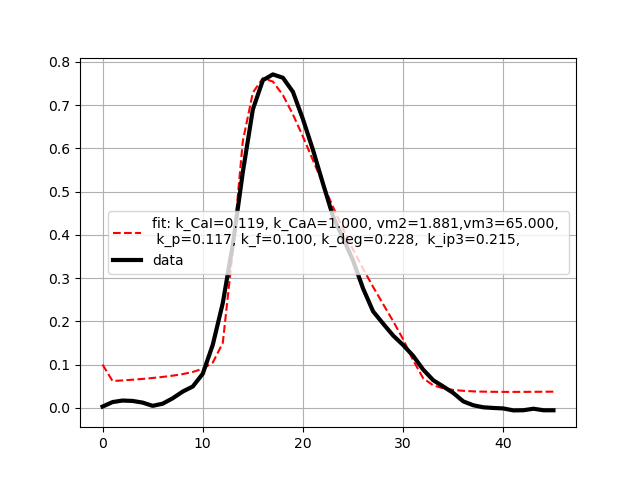 0.8
0.7
0.6
0.5
fit: k_CaI=0.119, k_CaA=1.000, vm2=1.881,vm3=65.000,
0.4
k_p=0.117, k_f=0.100, k_deg=0.228,  k_ip3=0.215,
data
0.3
0.2
0.1
0.0
0 10 20 30 40